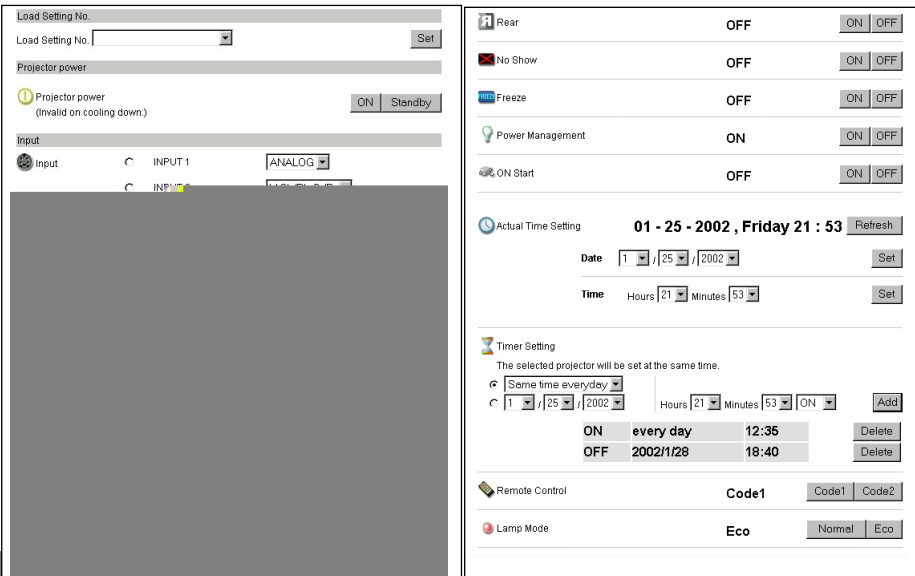 Load Setting No.
Load Setting No. Set
Projector power
Projector power ON Standby
(Invalid on cooling down.)
Input
Input INPUT 1 ANALOG
Rear OFF ON OFF
No Show OFF ON OFF
FREEZE Freeze OFF ON OFF
Power Management ON ON OFF
ON Start OFF ON OFF
Actual Time Setting 01 - 25 - 2002 , Friday 21 : 53 Refresh
Date 1 / 25 / 2002 Set
Time Hours 21 Minutes 53 Set
Timer Setting
The selected projector will be set at the same time.
Same time everyday
1 / 25 / 2002 Hours 21 Minutes 53 ON Add
ON every day 12:35 Delete
OFF 2002/1/28 18:40 Delete
Remote Control Code1 Code1 Code2
Lamp Mode Eco Normal Eco